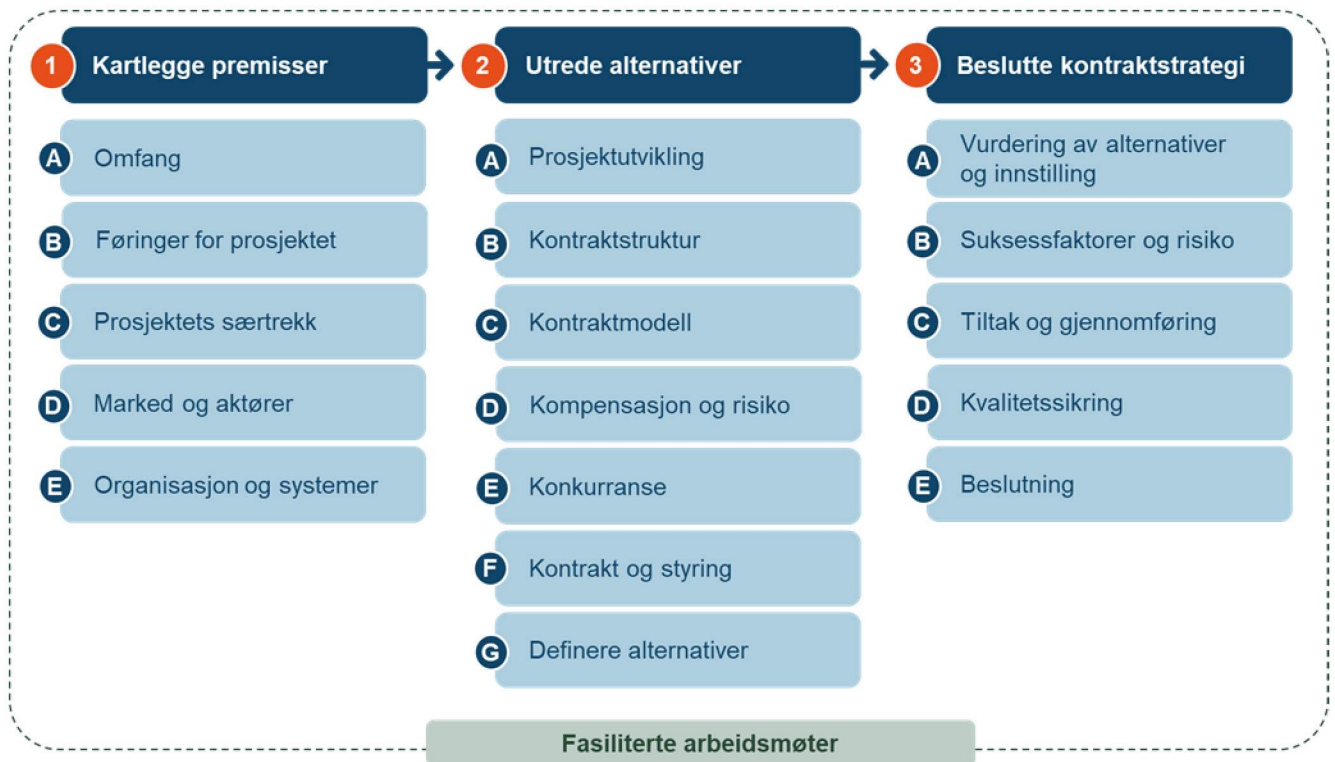 1 Kartlegge premisser
A Omfang
B Føringer for prosjektet
C Prosjektets særtrekk
D Marked og aktører
E Organisasjon og systemer
2 Utrede alternativer
A Prosjektutvikling
B Kontraktstruktur
C Kontraktmodell
D Kompensasjon og risiko
E Konkurranse
F Kontrakt og styring
G Definere alternativer
3 Beslutte kontraktstrategi
A Vurdering av alternativer
og innstilling
B Suksessfaktorer og risiko
C Tiltak og gjennomføring
D Kvalitetssikring
E Beslutning
Fasiliterte arbeidsmøter